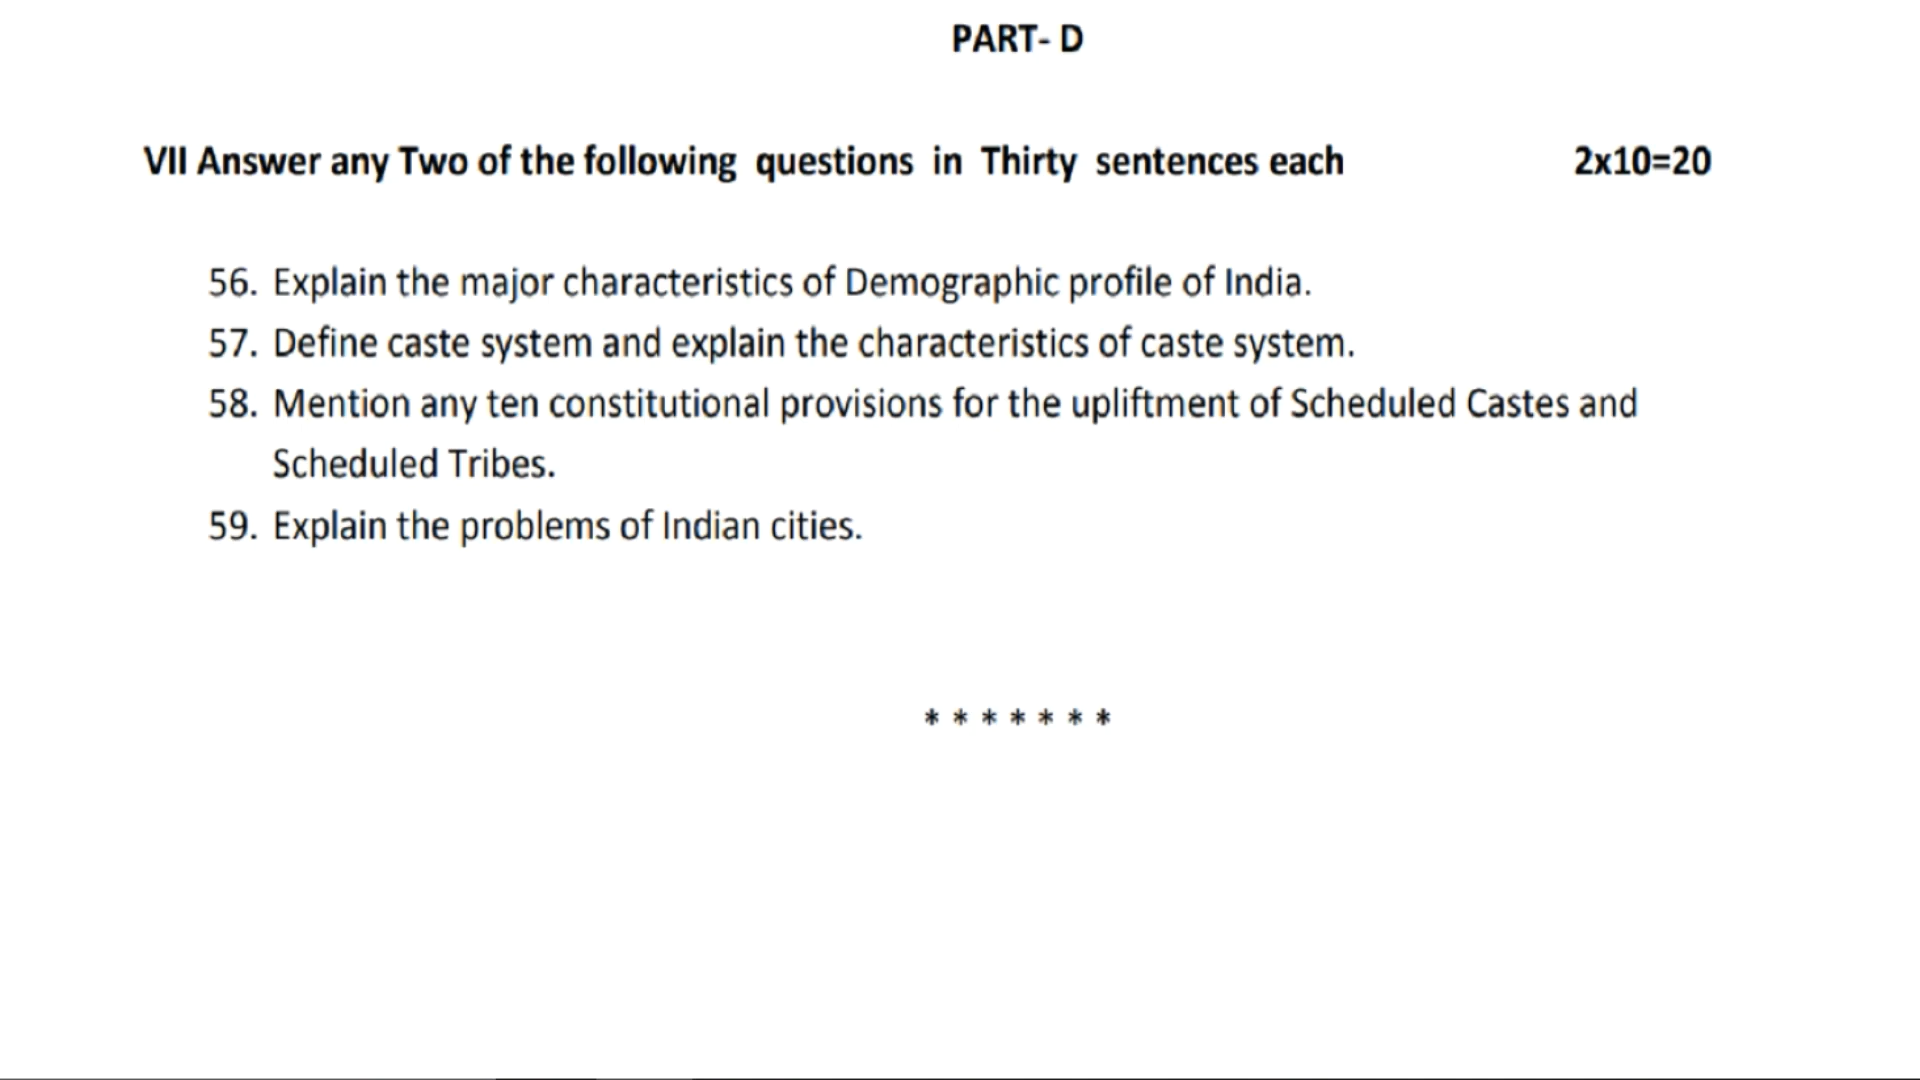 PART- D
VII Answer any Two of the following questions in Thirty sentences each 2x10=20
56. Explain the major characteristics of Demographic profile of India.
57. Define caste system and explain the characteristics of caste system.
58. Mention any ten constitutional provisions for the upliftment of Scheduled Castes and
Scheduled Tribes.
59. Explain the problems of Indian cities.
* * * * * * *